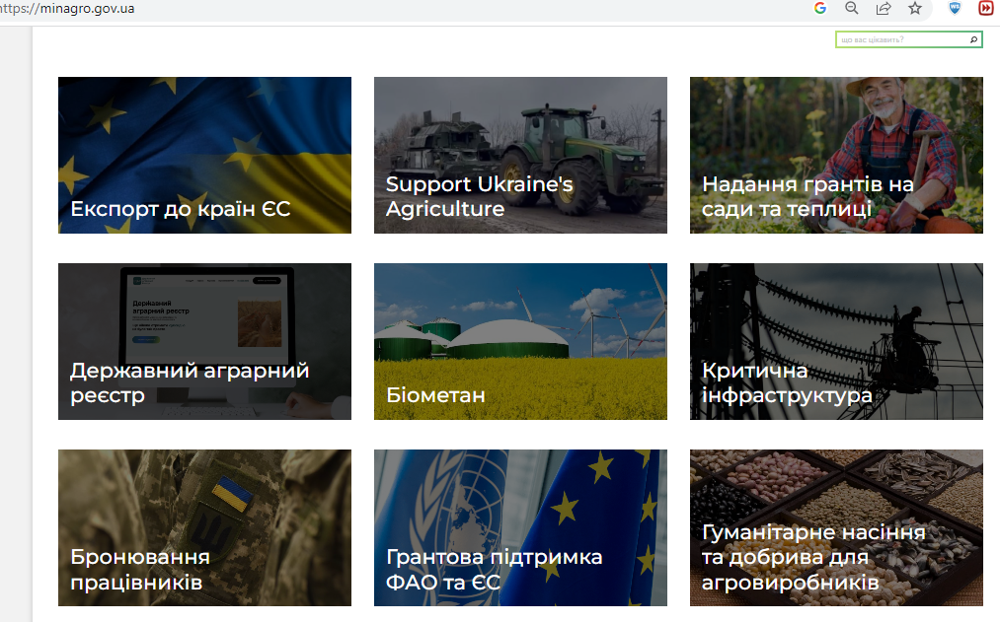 https://minagro.gov.ua
що вас цікавить?
Експорт до країн ЄС
Support Ukraine's
Agriculture
Надання грантів на
сади та теплиці
Державний
аграрний реєстр
Державний аграрний
реєстр
Біометан
Критична
інфраструктура
Бронювання
працівників
Грантова підтримка
ФАО та ЄС
Гуманітарне насіння
та добрива для
агровиробників